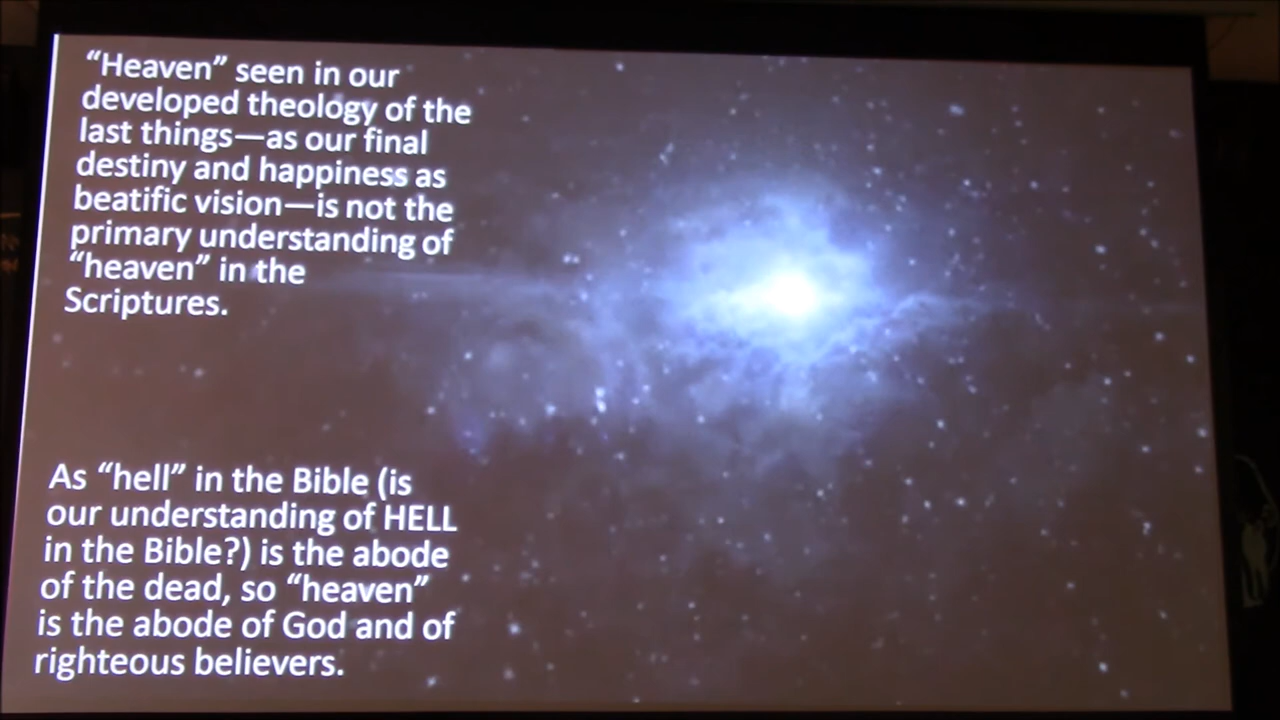 “Heaven” seen in our
developed theology of the
last things—as our final
destiny and happiness as
beatific vision—is not the
primary understanding of
“heaven” in the
Scriptures.
As “hell” in the Bible (is
our understanding of HELL
in the Bible?) is the abode
of the dead, so “heaven”
is the abode of God and of
righteous believers.